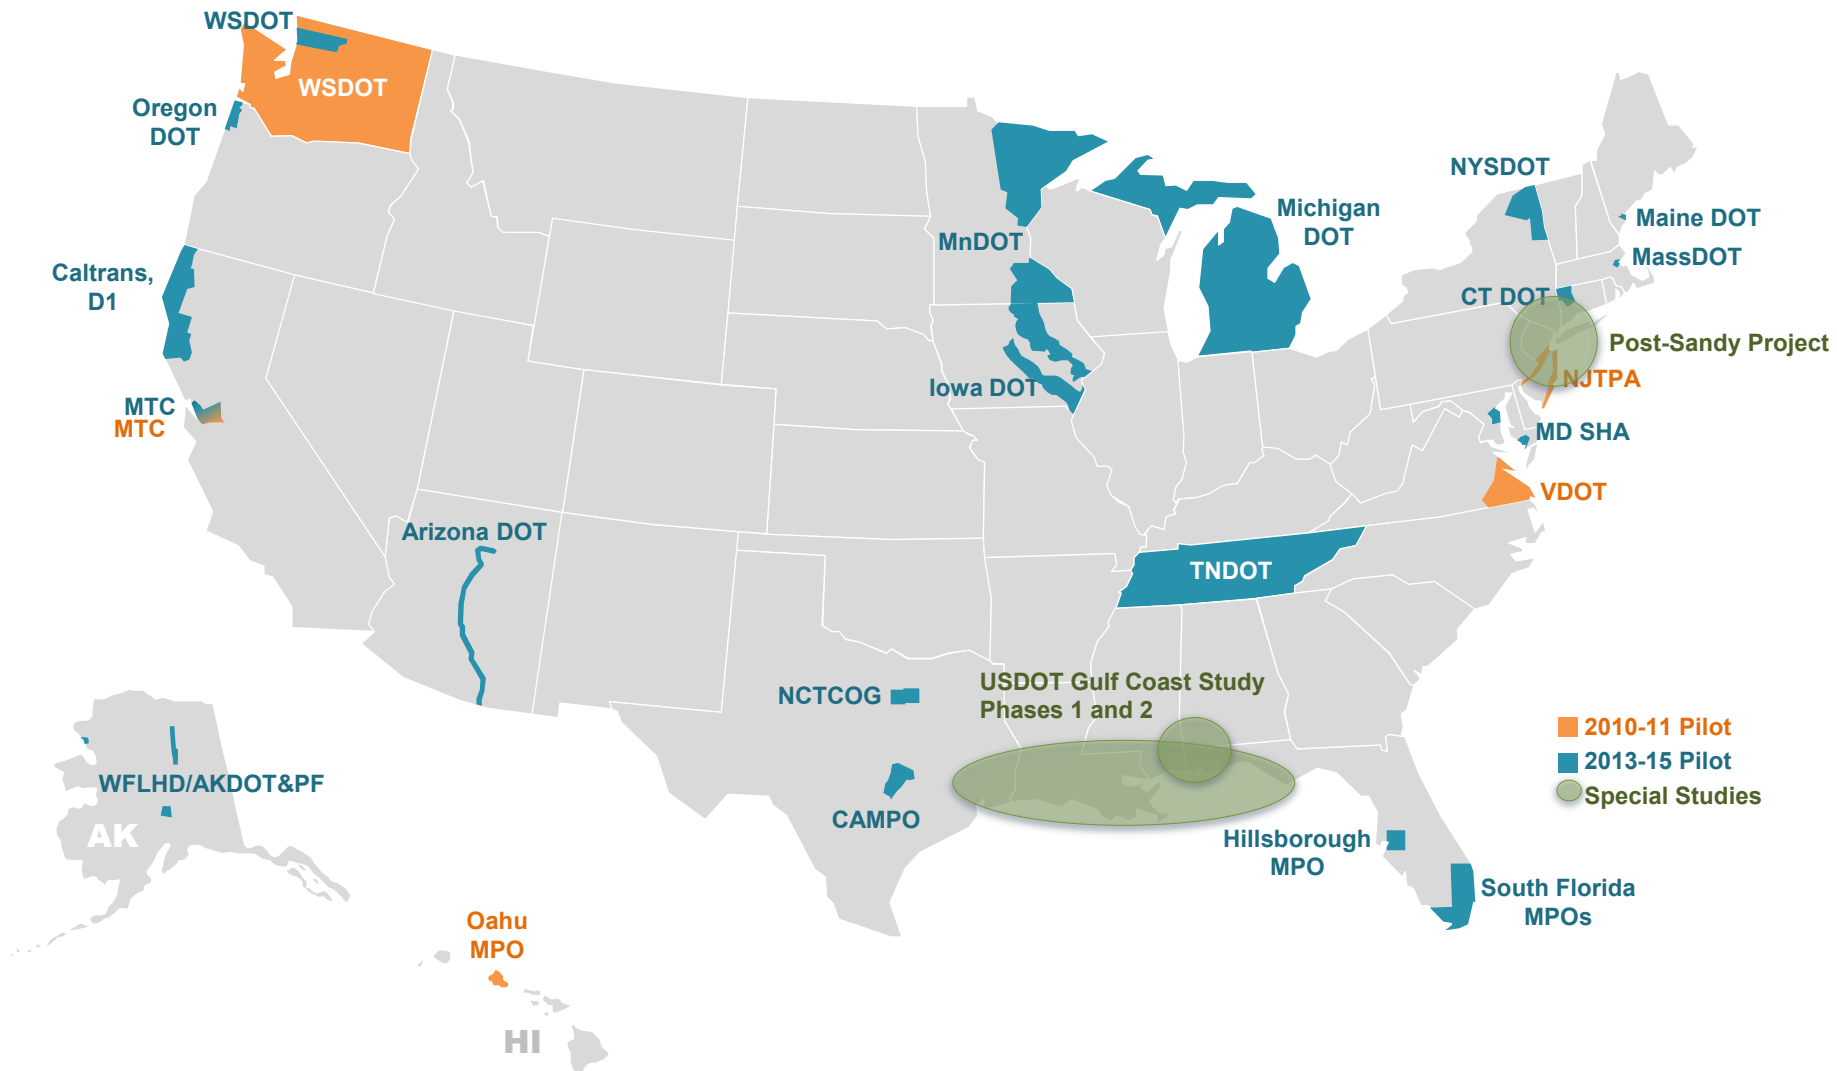 WSDOT
WSDOT
Oregon
DOT
NYSDOT
Michigan
DOT
Maine DOT
MnDOT
MassDOT
Caltrans,
D1
CT DOT
Post-Sandy Project
NJTPA
Iowa DOT
MTC
MTC
MD SHA
VDOT
Arizona DOT
TNDOT
USDOT Gulf Coast Study
Phases 1 and 2
NCTCOG
2010-11 Pilot
2013-15 Pilot
Special Studies
WFLHD/AKDOT&PF
AK
CAMPO
Hillsborough
MPO
South Florida
MPOs
Oahu
MPO
HI